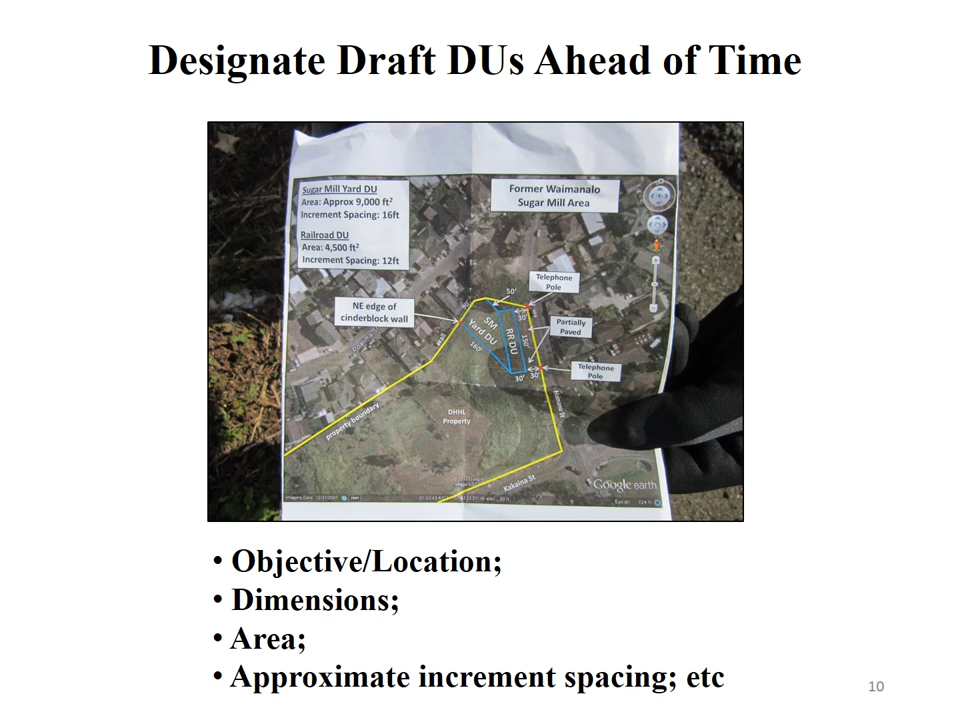 Designate Draft DUs Ahead of Time
Sugar Mill Yard DU
Area: Approx 9,000 ft²
Increment Spacing: 16ft
Railroad DU
Area: 4,500 ft²
Increment Spacing: 12ft
Former Waimanalo
Sugar Mill Area
Telephone
Pole
50'
NE edge of
cinderblock wall
30'
Partially
Paved
SM
Yard DU
RR DU
150'
wall
160'
Telephone
Pole
30'
30'
property boundary
DHHL
Property
Kakaina St
Google earth
• Objective/Location;
• Dimensions;
• Area;
• Approximate increment spacing; etc
10